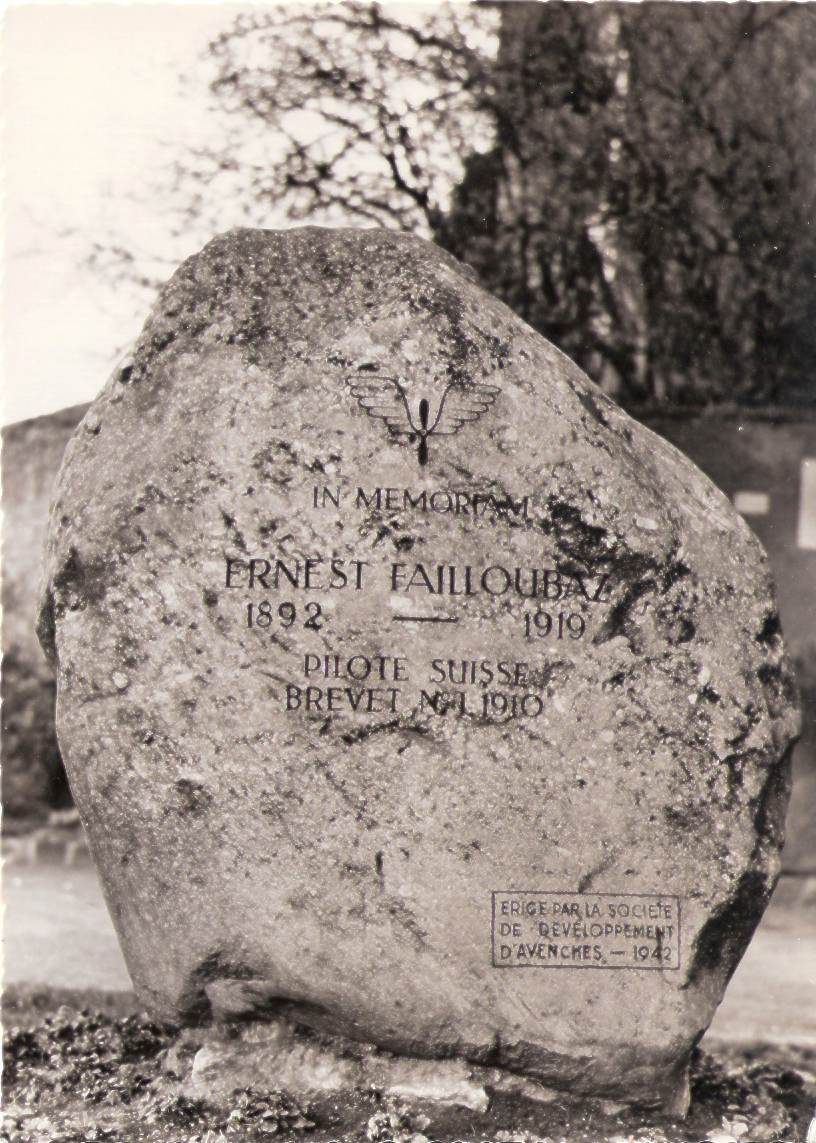 IN MEMORIAM
ERNEST FAILLOUBAZ
1892 — 1919
PILOTE SUISSE
BREVET No 1. 1910
ERIGE PAR LA SOCIETE
DE DEVELOPPEMENT
D'AVENCHES. — 1942